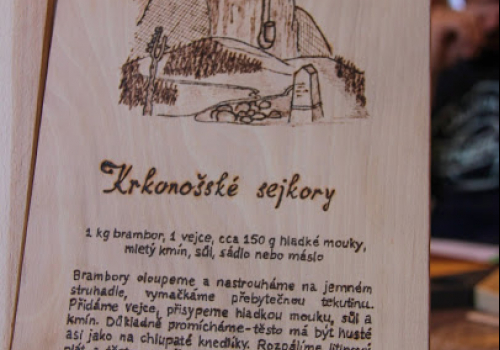 Krkonošské sejkory
1 kg brambor, 1 vejce, cca 150 g hladké mouky,
mletý kmín, sůl, sádlo nebo máslo
Brambory oloupeme a nastrouháme na jemném
struhadle, vymačkáme přebytečnou tekutinu.
Přidáme vejce, přisypeme hladkou mouku, sůl a
kmín. Důkladně promícháme-těsto má být husté
asi jako na chlupaté knedlíky. Rozpálíme litinový